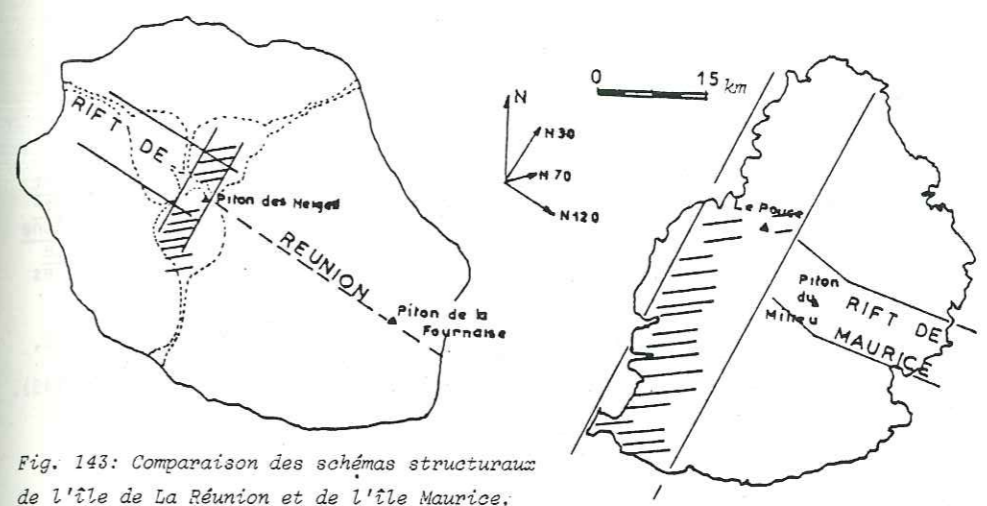 RIFT DE
Piton des Neiges
REUNION
Piton de la
Fournaise
N
N30
N70
N120
0 15 km
Le Pouce
Piton
du
Milieu
RIFT DE
MAURICE
Fig. 143: Comparaison des schémas structuraux
de l'île de La Réunion et de l'île Maurice.